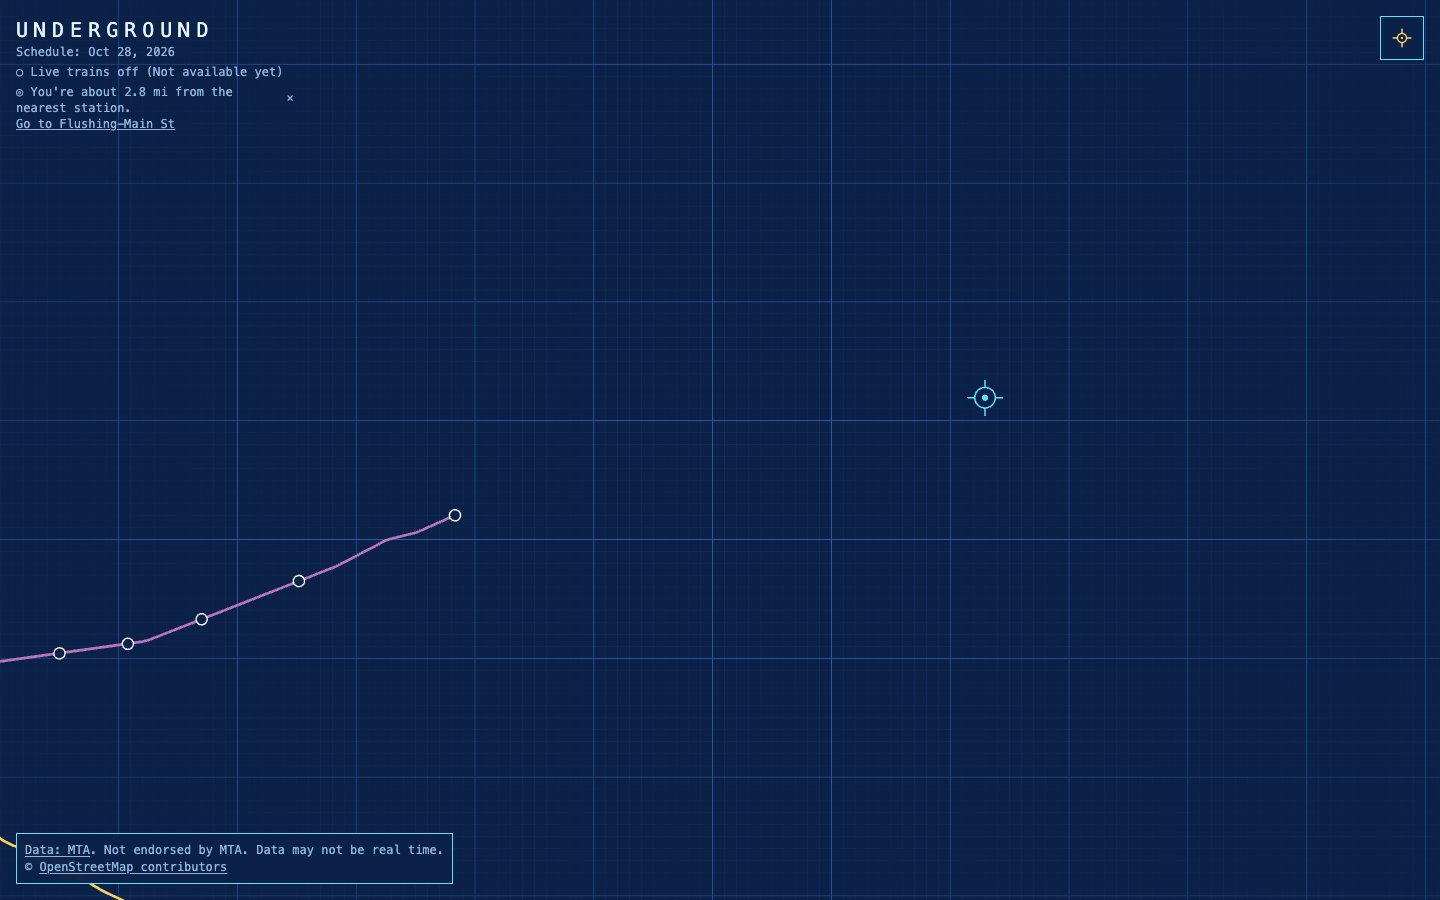 UNDERGROUND
Schedule: Oct 28, 2026
○ Live trains off (Not available yet)
◎ You're about 2.8 mi from the
nearest station.
×
Go to Flushing–Main St
Data: MTA. Not endorsed by MTA. Data may not be real time.
© OpenStreetMap contributors